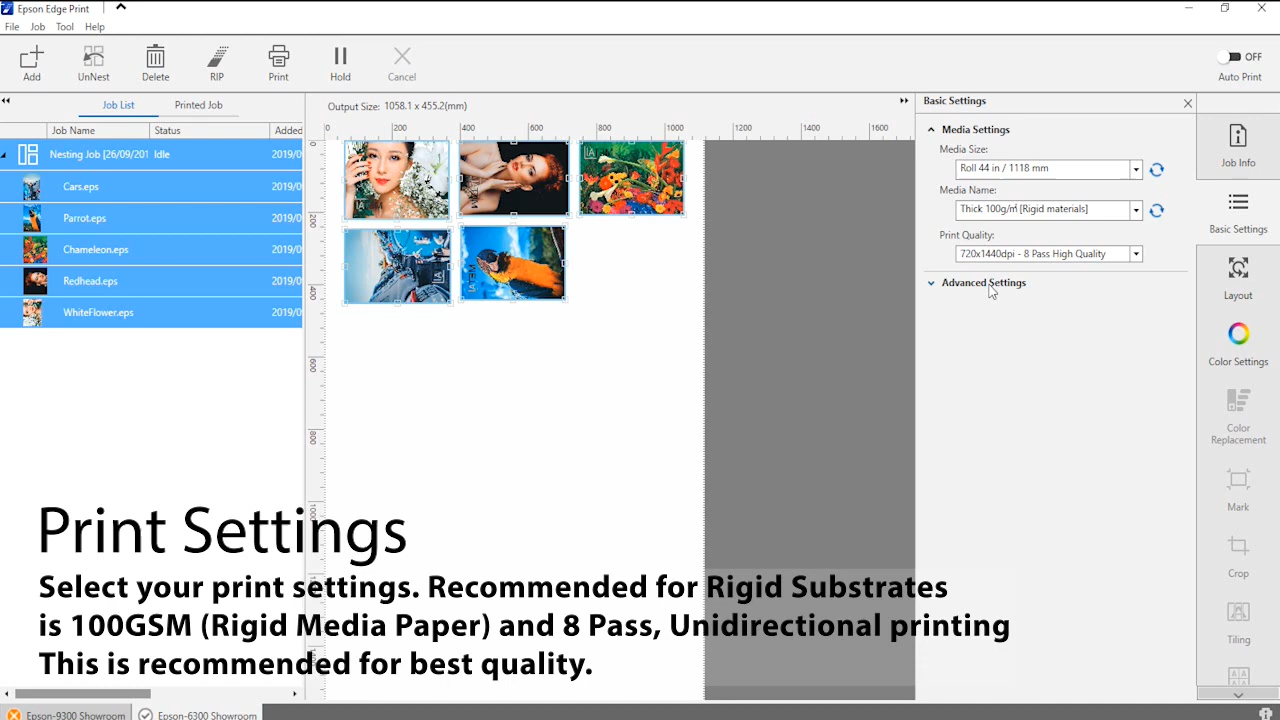 Epson Edge Print
File Job Tool Help
Add UnNest Delete RIP Print Hold Cancel
OFF
Auto Print
Job List Printed Job
Job Name Status Added
Nesting Job [26/09/201 Idle 2019/0
Cars.eps 2019/0
Parrot.eps 2019/0
Chameleon.eps 2019/0
Redhead.eps 2019/0
WhiteFlower.eps 2019/0
Output Size: 1058.1 x 455.2(mm)
0 200 400 600 800 1000 1200 1400 1600
0
200
400
600
800
1000
Basic Settings
Media Settings
Media Size:
Roll 44 in / 1118 mm
Media Name:
Thick 100g/㎡ [Rigid materials]
Print Quality:
720x1440dpi - 8 Pass High Quality
Advanced Settings
Job Info
Basic Settings
Layout
Color Settings
Color
Replacement
Mark
Crop
Tiling
Print Settings
Select your print settings. Recommended for Rigid Substrates
is 100GSM (Rigid Media Paper) and 8 Pass, Unidirectional printing
This is recommended for best quality.
Epson-9300 Showroom Epson-6300 Showroom